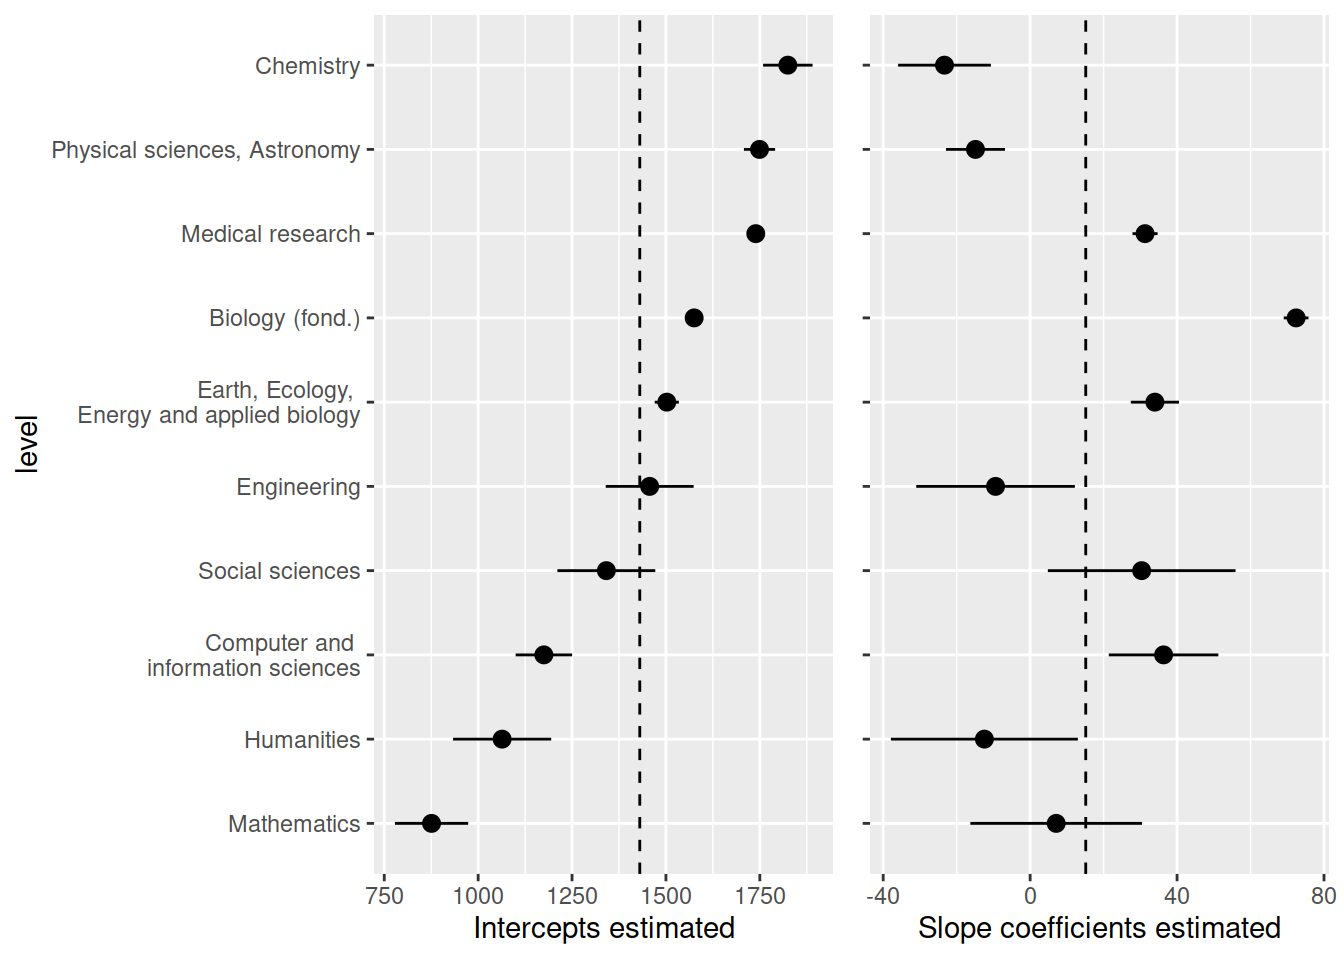 level
Chemistry
Physical sciences, Astronomy
Medical research
Biology (fond.)
Earth, Ecology,
Energy and applied biology
Engineering
Social sciences
Computer and
information sciences
Humanities
Mathematics
750 1000 1250 1500 1750
Intercepts estimated
-40 0 40 80
Slope coefficients estimated